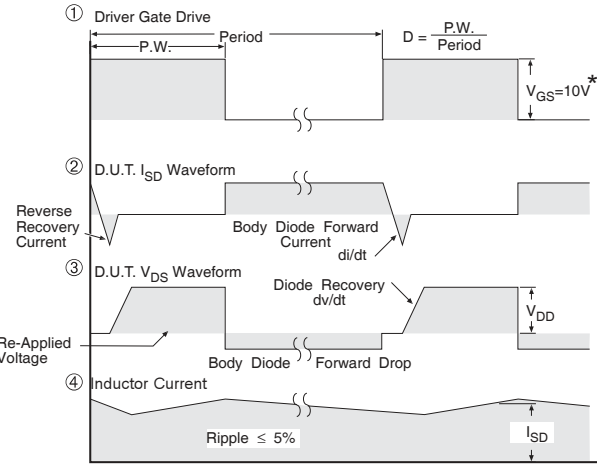 ① Driver Gate Drive
P.W.
Period
D = P.W.
Period
VGS=10V*
② D.U.T. ISD Waveform
Reverse
Recovery
Current
Body Diode Forward
Current
di/dt
③ D.U.T. VDS Waveform
Diode Recovery
dv/dt
VDD
Re-Applied
Voltage
Body Diode Forward Drop
④ Inductor Current
Ripple ≤ 5%
ISD